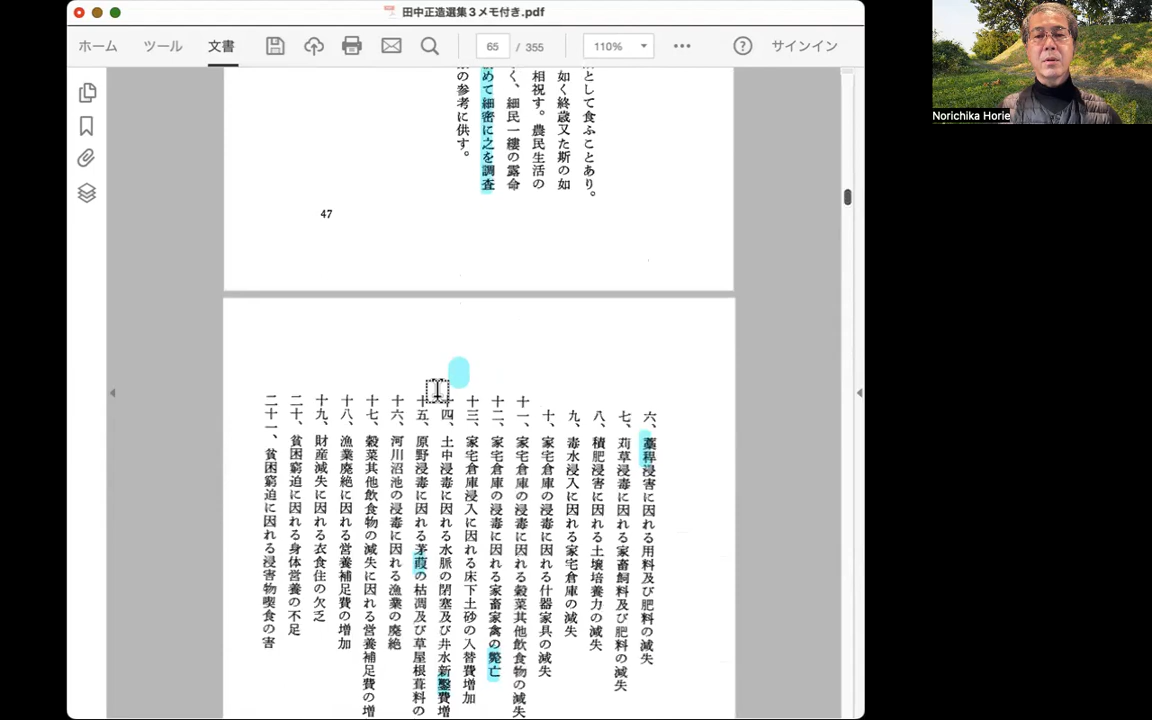 田中正造選集３メモ付き.pdf
ホーム
ツール
文書
65 / 355
110%
サインイン
Norichika Horie
として食ふことあり。
如く終歳又た斯の如
相祝す。農民生活の
く、細民一縷の露命
めて細密に之を調査
の参考に供す。
47
六、藁稈浸害に因れる用料及び肥料の減失
七、苅草浸毒に因れる家畜飼料及び肥料の減失
八、積肥浸害に因れる土壌培養力の減失
九、毒水浸入に因れる家宅倉庫の減失
十、家宅倉庫の浸毒に因れる什器家具の減失
十一、家宅倉庫の浸毒に因れる穀菜其他飲食物の減失
十二、家宅倉庫の浸毒に因れる家畜家禽の斃亡
十三、家宅倉庫浸入に因れる床下土砂の入替費増加
十四、土中浸毒に因れる水脈の閉塞及び井水新鑿費増
十五、原野浸毒に因れる茅葭の枯凋及び草屋根葺料の
十六、河川沼池の浸毒に因れる漁業の廃絶
十七、穀菜其他飲食物の減失に因れる営養補足費の増
十八、漁業廃絶に因れる営養補足費の増加
十九、財産減失に因れる衣食住の欠乏
二十、貧困窮迫に因れる身体営養の不足
二十一、貧困窮迫に因れる浸害物喫食の害